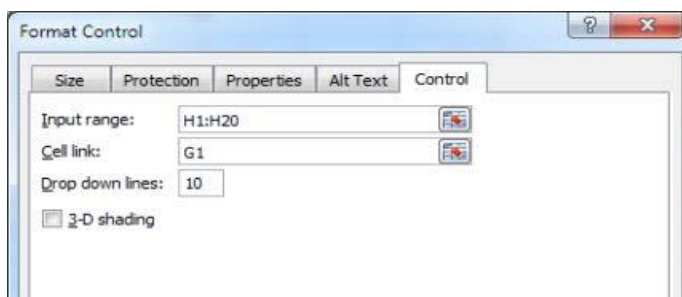 Format Control
Size Protection Properties Alt Text Control
Input range: H1:H20
Cell link: G1
Drop down lines: 10
3-D shading